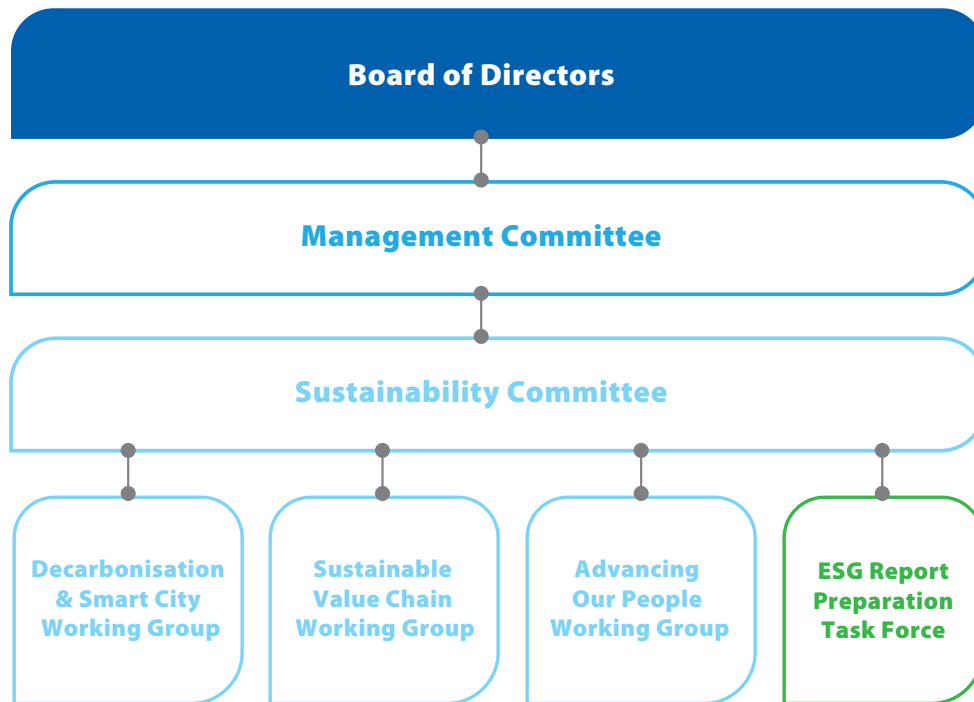 Board of Directors
Management Committee
Sustainability Committee
Decarbonisation
& Smart City
Working Group
Sustainable
Value Chain
Working Group
Advancing
Our People
Working Group
ESG Report
Preparation
Task Force